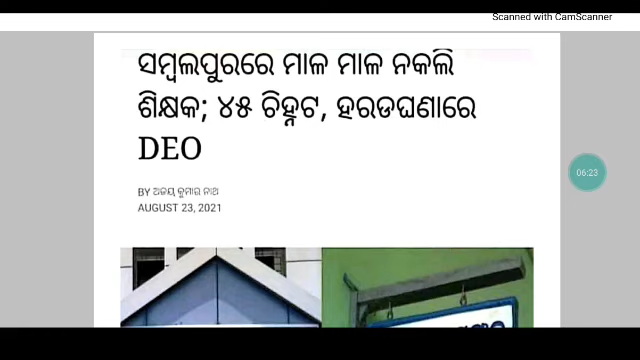 Scanned with CamScanner
ସମ୍ବଲପୁରରେ ମାଳ ମାଳ ନକଲି
ଶିକ୍ଷକ; ୪୫ ଚିହ୍ନଟ, ହରଡଘଣାରେ
DEO
06:23
BY ଅଜୟ କୁମାର ନାଥ
AUGUST 23, 2021